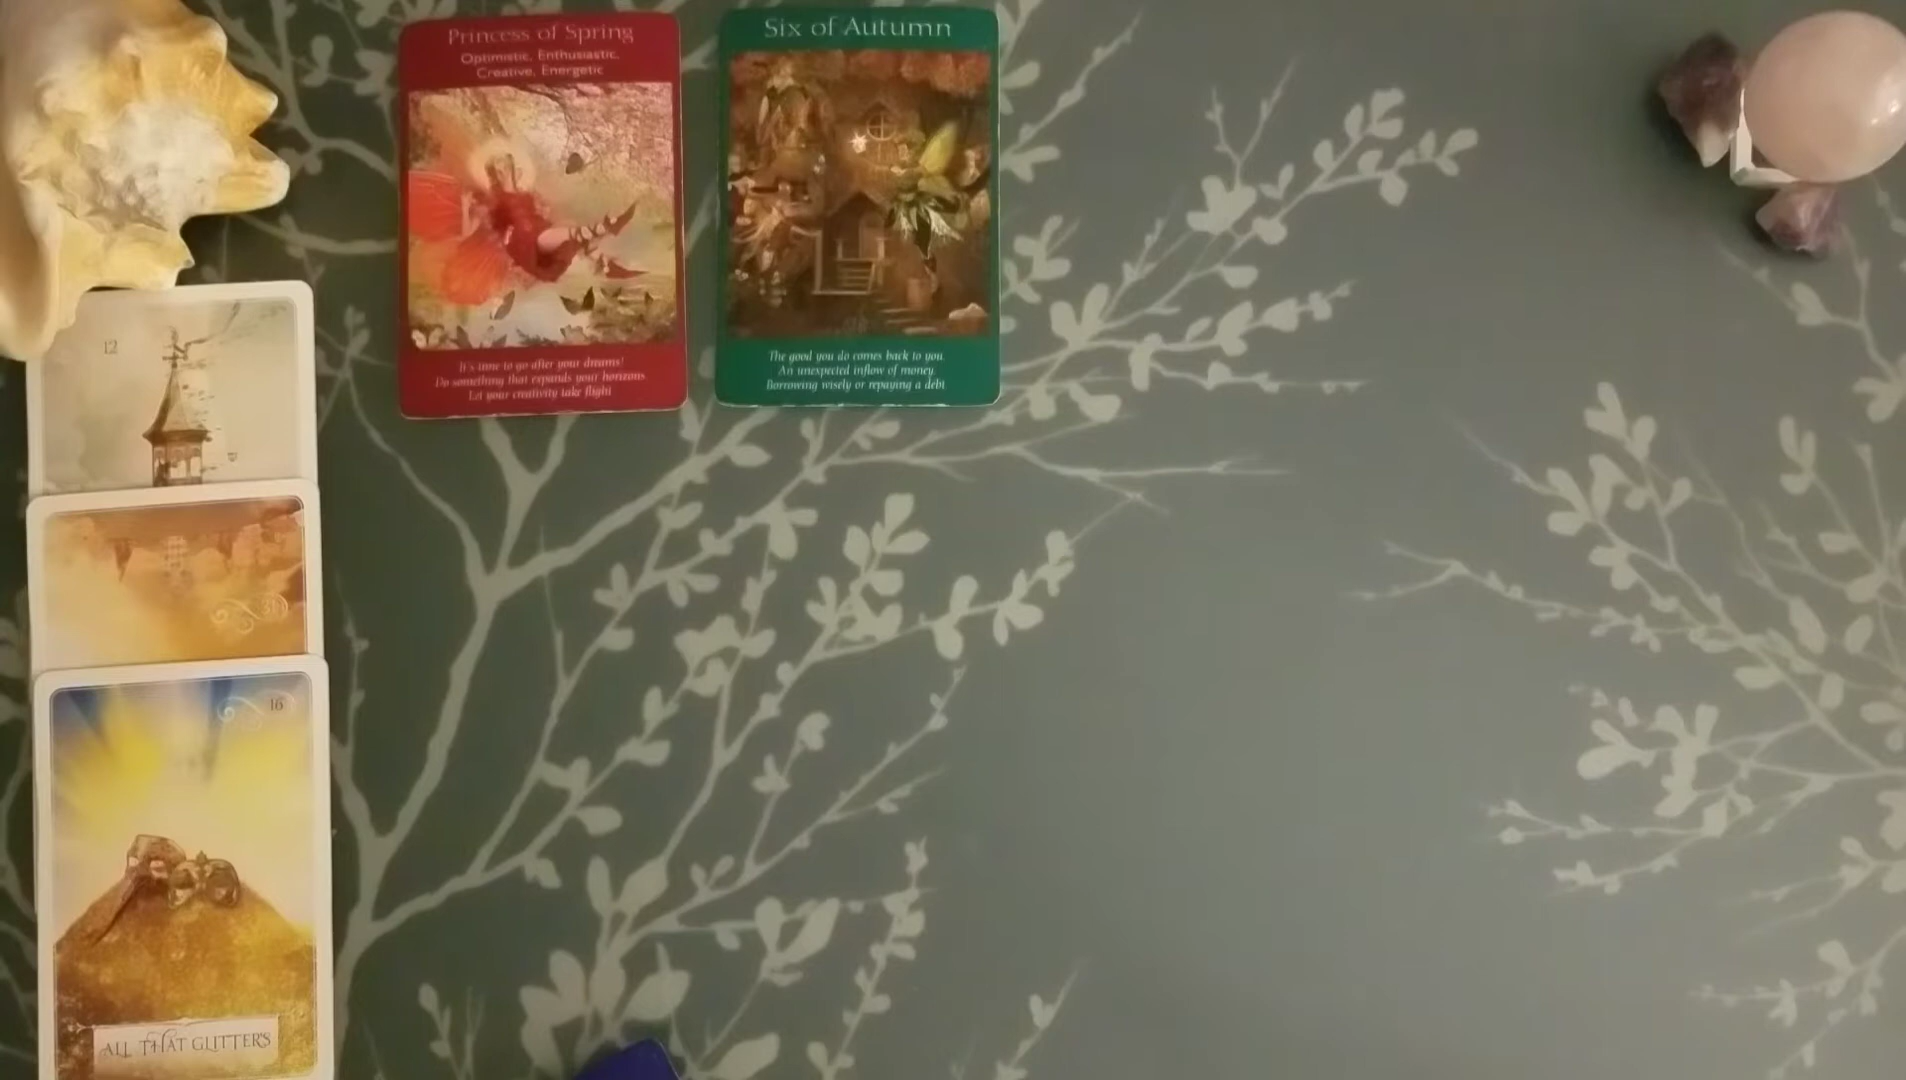 Princess of Spring
Optimistic, Enthusiastic,
Creative, Energetic
It's time to go after your dreams!
Do something that expands your horizons.
Let your creativity take flight
Six of Autumn
The good you do comes back to you.
An unexpected inflow of money.
Borrowing wisely or repaying a debt
12
31
16
ALL THAT GLITTERS